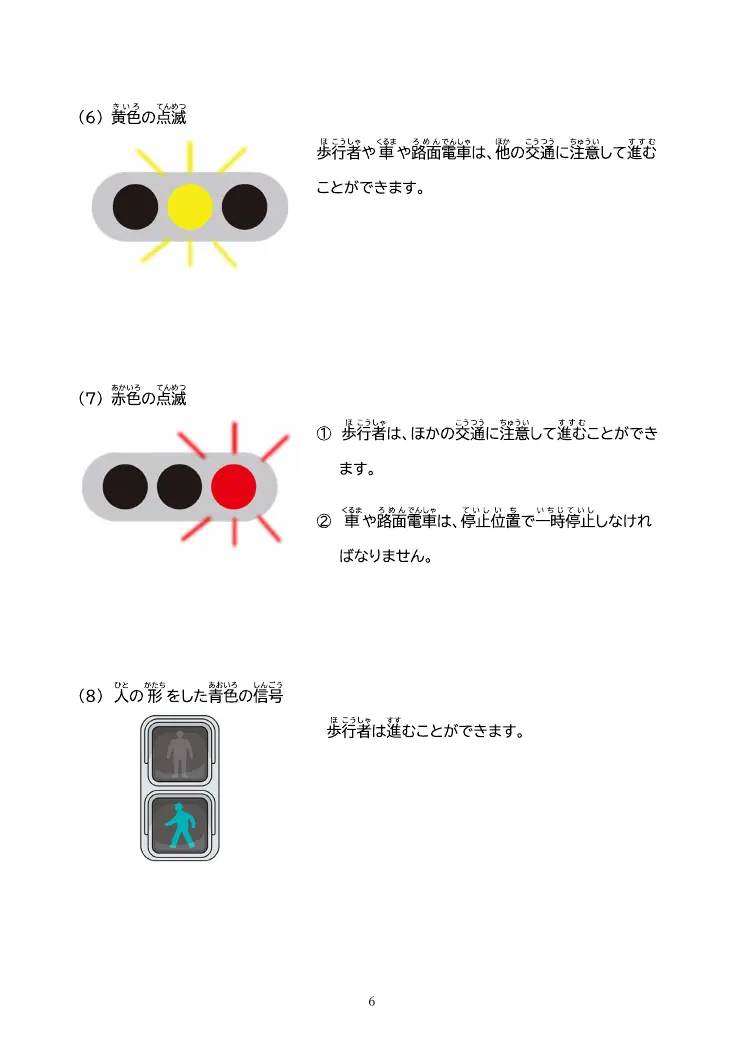 （6）黄色の点滅
歩行者や車や路面電車は、他の交通に注意して進む
ことができます。
（7）赤色の点滅
① 歩行者は、ほかの交通に注意して進むことができ
ます。
② 車や路面電車は、停止位置で一時停止しなけれ
ばなりません。
（8）人の形をした青色の信号
歩行者は進むことができます。
6